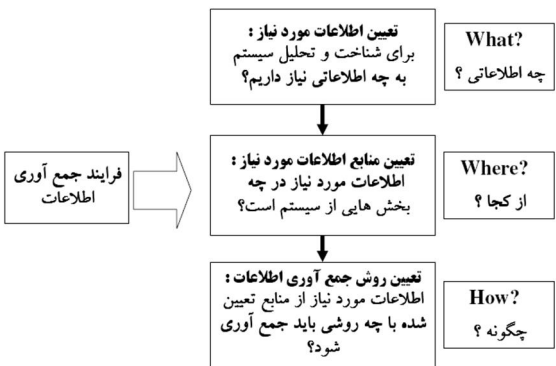 تعیین اطلاعات مورد نیاز :
برای شناخت و تحلیل سیستم
به چه اطلاعاتی نیاز داریم؟
What?
چه اطلاعاتی ؟
فرایند جمع آوری
اطلاعات
تعیین منابع اطلاعات مورد نیاز :
اطلاعات مورد نیاز در چه
بخش هایی از سیستم است؟
Where?
از کجا ؟
تعیین روش جمع آوری اطلاعات :
اطلاعات مورد نیاز از منابع تعیین
شده با چه روشی باید جمع آوری
شود؟
How?
چگونه ؟